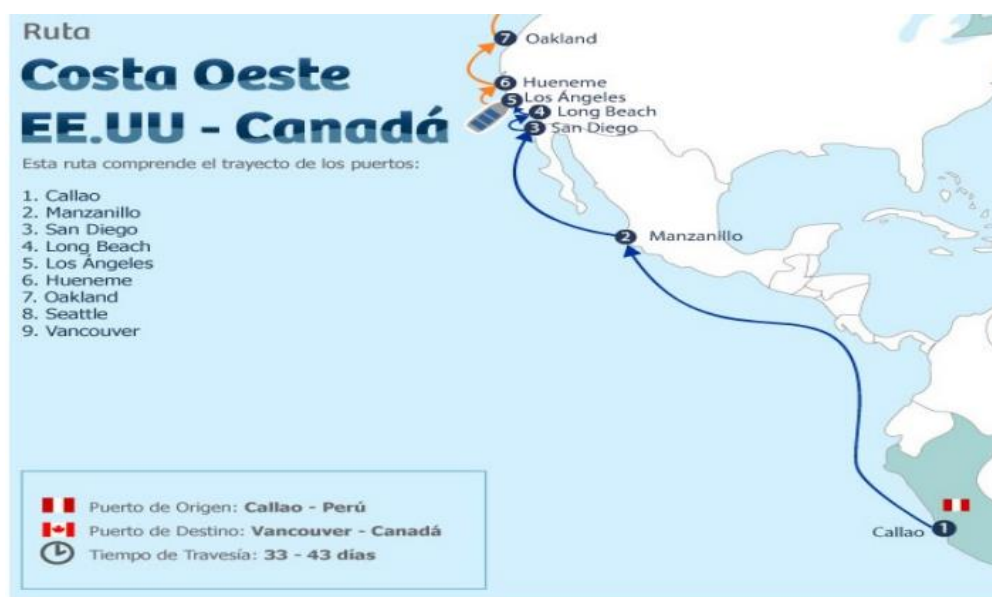 Ruta
Costa Oeste
EE.UU - Canadá
Esta ruta comprende el trayecto de los puertos:
1. Callao
2. Manzanillo
3. San Diego
4. Long Beach
5. Los Ángeles
6. Hueneme
7. Oakland
8. Seattle
9. Vancouver
7 Oakland
6 Hueneme
5 Los Ángeles
4 Long Beach
3 San Diego
2 Manzanillo
Callao 1
Puerto de Origen: Callao - Perú
Puerto de Destino: Vancouver - Canadá
Tiempo de Travesía: 33 - 43 días